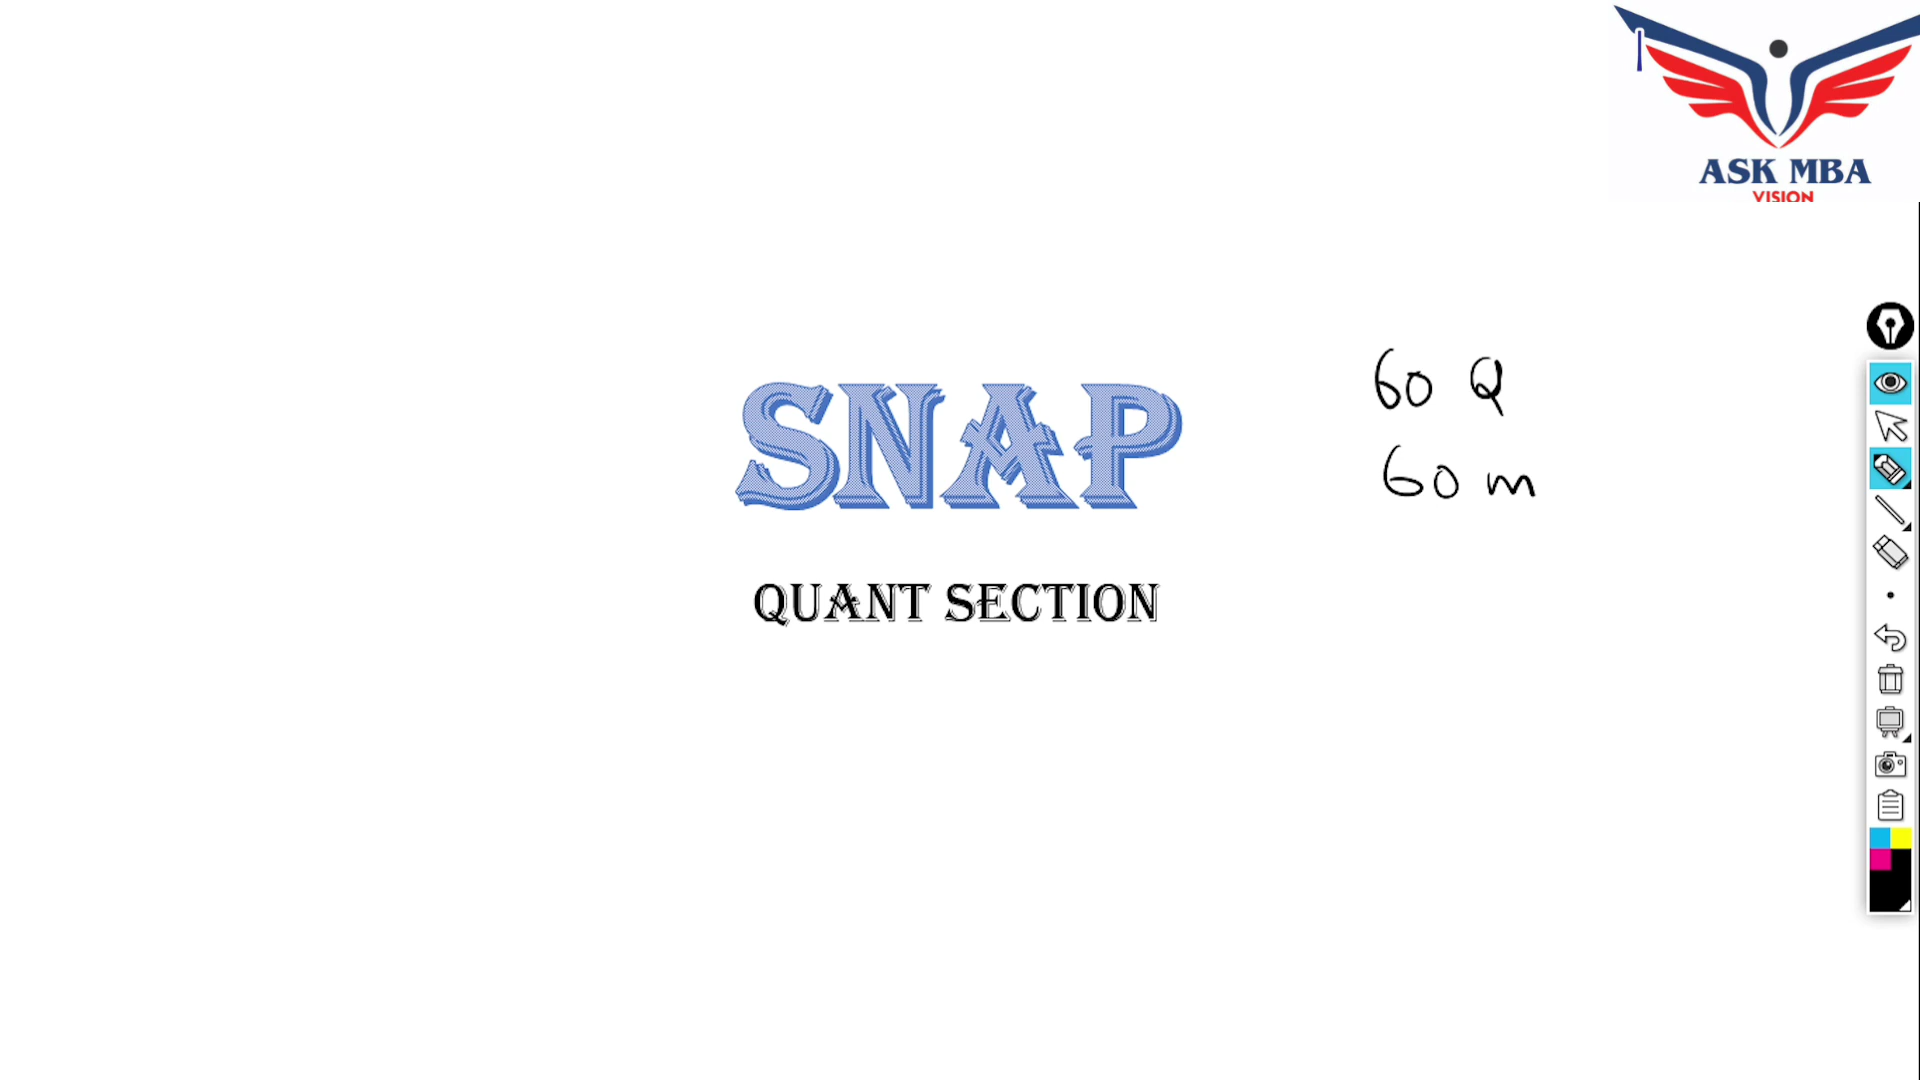 ASK MBA
VISION
SNAP
60 Q
60 m
QUANT SECTION